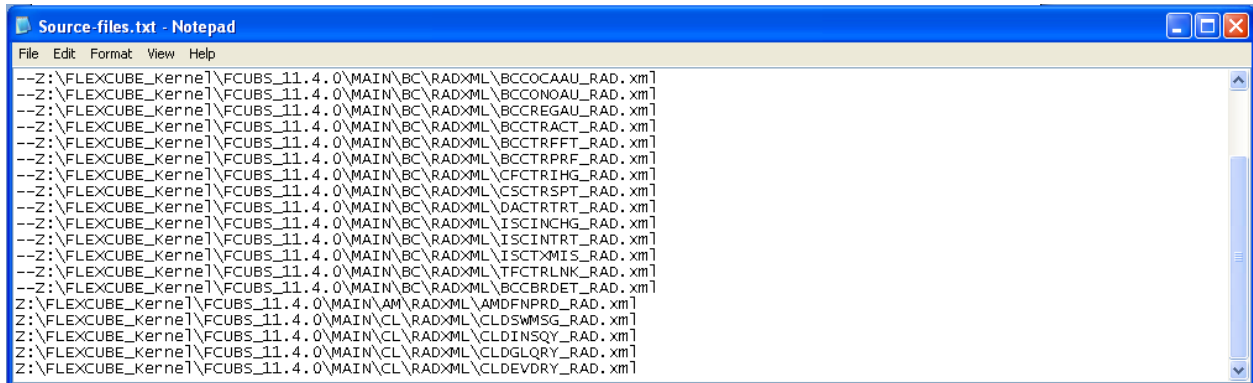 Source-files.txt - Notepad
File Edit Format View Help
--Z:\FLEXCUBE_Kernel\FCUBS_11.4.0\MAIN\BC\RADXML\BCCOCAAU_RAD.xml
--Z:\FLEXCUBE_Kernel\FCUBS_11.4.0\MAIN\BC\RADXML\BCCONOAU_RAD.xml
--Z:\FLEXCUBE_Kernel\FCUBS_11.4.0\MAIN\BC\RADXML\BCCREGAU_RAD.xml
--Z:\FLEXCUBE_Kernel\FCUBS_11.4.0\MAIN\BC\RADXML\BCCTRACT_RAD.xml
--Z:\FLEXCUBE_Kernel\FCUBS_11.4.0\MAIN\BC\RADXML\BCCTRFFT_RAD.xml
--Z:\FLEXCUBE_Kernel\FCUBS_11.4.0\MAIN\BC\RADXML\BCCTRPRF_RAD.xml
--Z:\FLEXCUBE_Kernel\FCUBS_11.4.0\MAIN\BC\RADXML\CFCTRIHG_RAD.xml
--Z:\FLEXCUBE_Kernel\FCUBS_11.4.0\MAIN\BC\RADXML\CSCTRSPT_RAD.xml
--Z:\FLEXCUBE_Kernel\FCUBS_11.4.0\MAIN\BC\RADXML\DACTRTRT_RAD.xml
--Z:\FLEXCUBE_Kernel\FCUBS_11.4.0\MAIN\BC\RADXML\ISCINCHG_RAD.xml
--Z:\FLEXCUBE_Kernel\FCUBS_11.4.0\MAIN\BC\RADXML\ISCINTRT_RAD.xml
--Z:\FLEXCUBE_Kernel\FCUBS_11.4.0\MAIN\BC\RADXML\ISCTXMIS_RAD.xml
--Z:\FLEXCUBE_Kernel\FCUBS_11.4.0\MAIN\BC\RADXML\TFCTRLNK_RAD.xml
--Z:\FLEXCUBE_Kernel\FCUBS_11.4.0\MAIN\BC\RADXML\BCCBRDET_RAD.xml
Z:\FLEXCUBE_Kernel\FCUBS_11.4.0\MAIN\AM\RADXML\AMDFNPRD_RAD.xml
Z:\FLEXCUBE_Kernel\FCUBS_11.4.0\MAIN\CL\RADXML\CLDSWMSG_RAD.xml
Z:\FLEXCUBE_Kernel\FCUBS_11.4.0\MAIN\CL\RADXML\CLDINSQY_RAD.xml
Z:\FLEXCUBE_Kernel\FCUBS_11.4.0\MAIN\CL\RADXML\CLDGLQRY_RAD.xml
Z:\FLEXCUBE_Kernel\FCUBS_11.4.0\MAIN\CL\RADXML\CLDEVDRY_RAD.xml